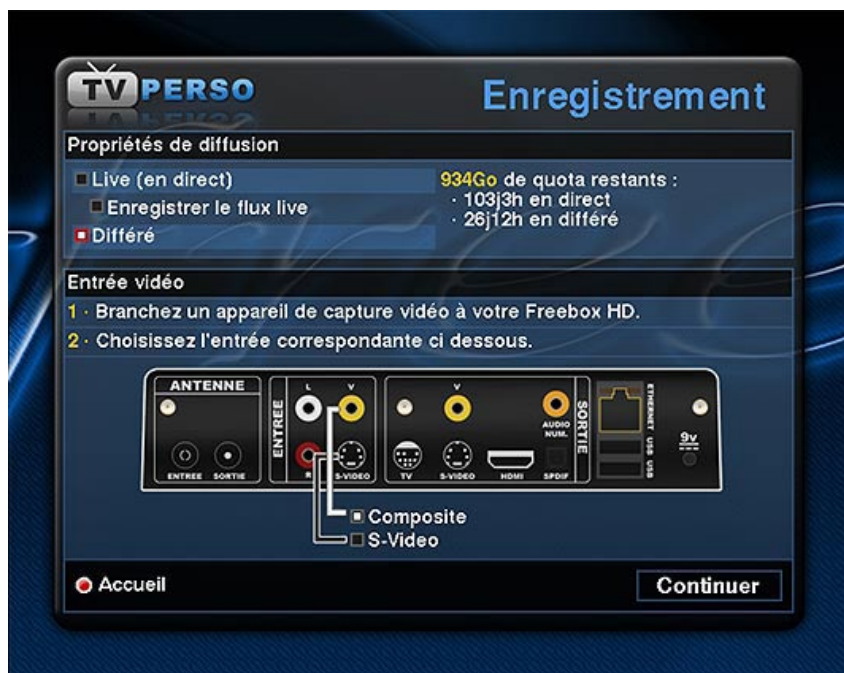 TV PERSO
Enregistrement
Propriétés de diffusion
Live (en direct)
Enregistrer le flux live
Différé
934Go de quota restants :
· 103j3h en direct
· 26j12h en différé
Entrée vidéo
1 · Branchez un appareil de capture vidéo à votre Freebox HD.
2 · Choisissez l'entrée correspondante ci dessous.
ANTENNE
ENTREE SORTIE
ENTREE
L V
R S-VIDEO
V
AUDIO
NUM.
TV S-VIDEO HDMI SPDIF
SORTIE
ETHERNET
USB
USB
9v
Composite
S-Video
Accueil
Continuer